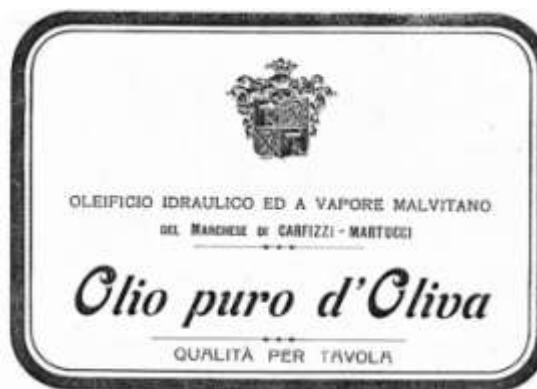 OLEIFICIO IDRAULICO ED A VAPORE MALVITANO
DEL MARCHESE DI CARFIZZI - MARTUCCI
Olio puro d'Oliva
QUALITÀ PER TAVOLA